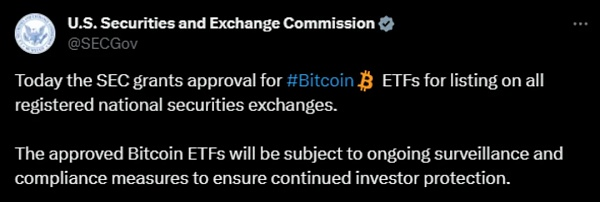 U.S. Securities and Exchange Commission
@SECGov
Today the SEC grants approval for #Bitcoin ETFs for listing on all
registered national securities exchanges.
The approved Bitcoin ETFs will be subject to ongoing surveillance and
compliance measures to ensure continued investor protection.